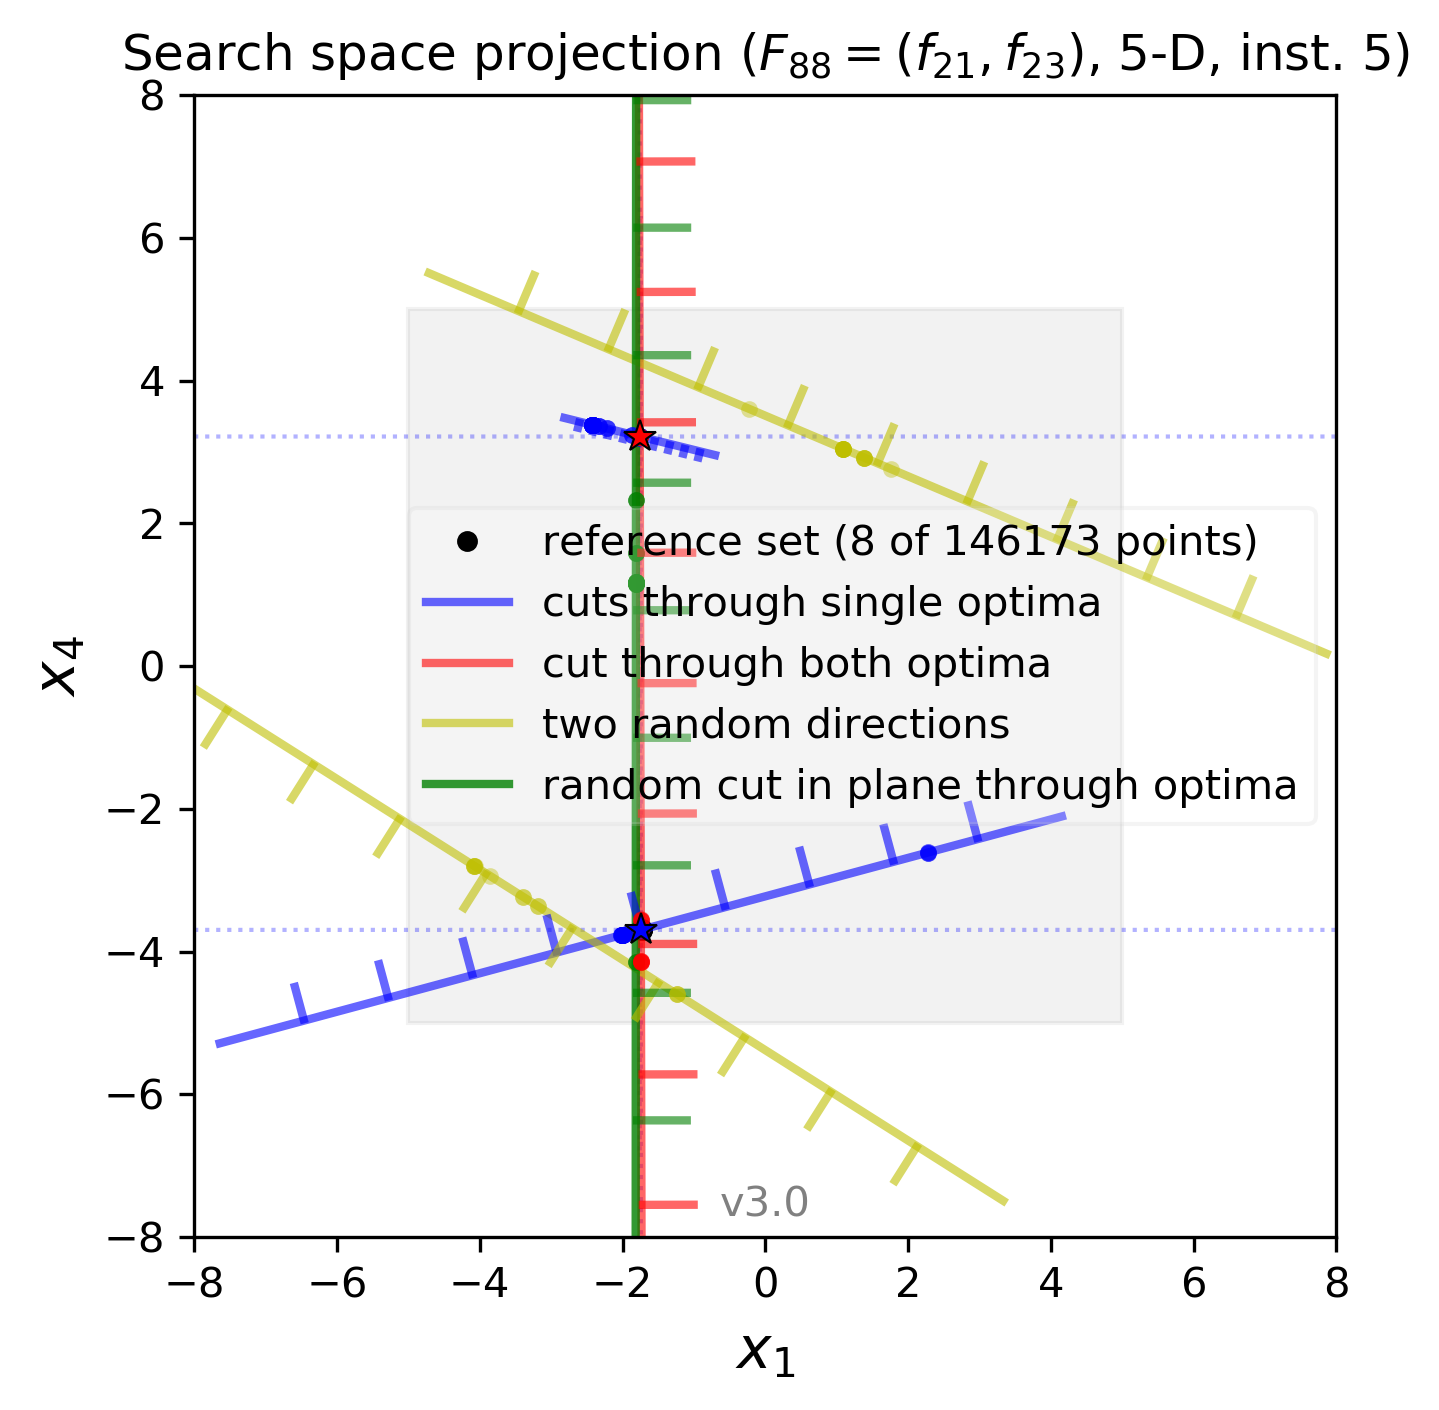 Search space projection (F₈₈ = (f₂₁, f₂₃), 5-D, inst. 5)
8
6
4
2
0
−2
−4
−6
−8
x₄
reference set (8 of 146173 points)
cuts through single optima
cut through both optima
two random directions
random cut in plane through optima
v3.0
−8 −6 −4 −2 0 2 4 6 8
x₁